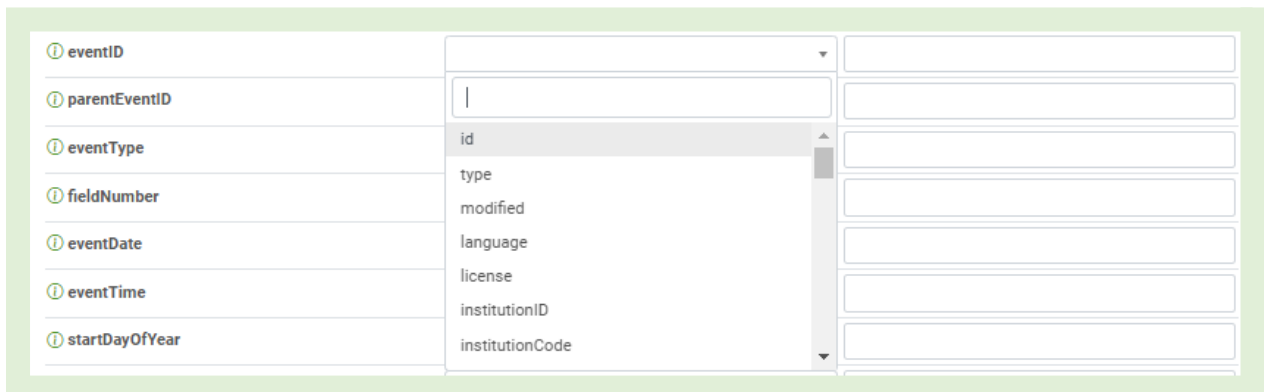 eventID
parentEventID
id
eventType
type
fieldNumber
modified
eventDate
language
license
eventTime
institutionID
startDayOfYear
institutionCode